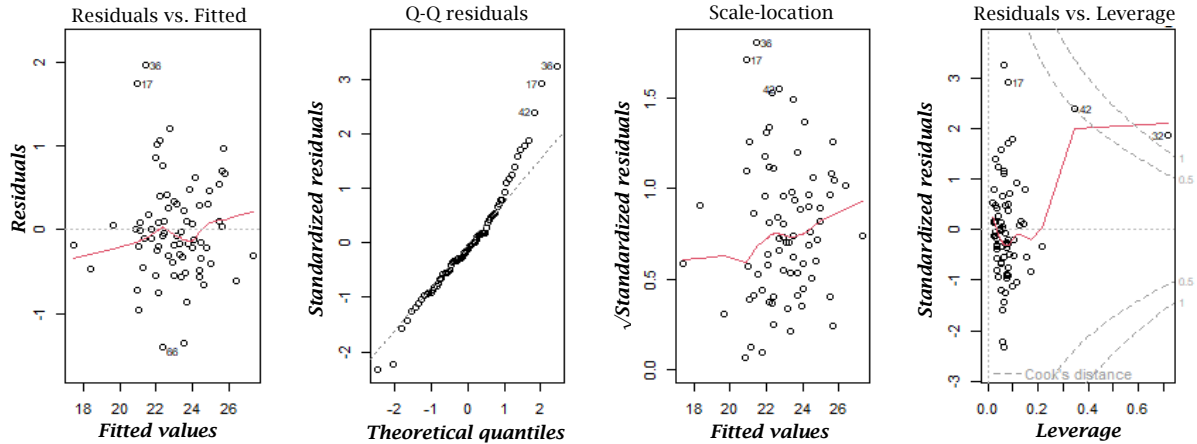 Residuals vs. Fitted
Residuals
2
1
0
-1
36
17
66
18 20 22 24 26
Fitted values
Q-Q residuals
Standardized residuals
3
2
1
0
-1
-2
36
17
42
-2 -1 0 1 2
Theoretical quantiles
Scale-location
√Standardized residuals
1.5
1.0
0.5
0.0
36
17
42
18 20 22 24 26
Fitted values
Residuals vs. Leverage
Standardized residuals
3
2
1
0
-1
-2
-3
17
42
32
1
0.5
0.5
1
Cook's distance
0.0 0.2 0.4 0.6
Leverage